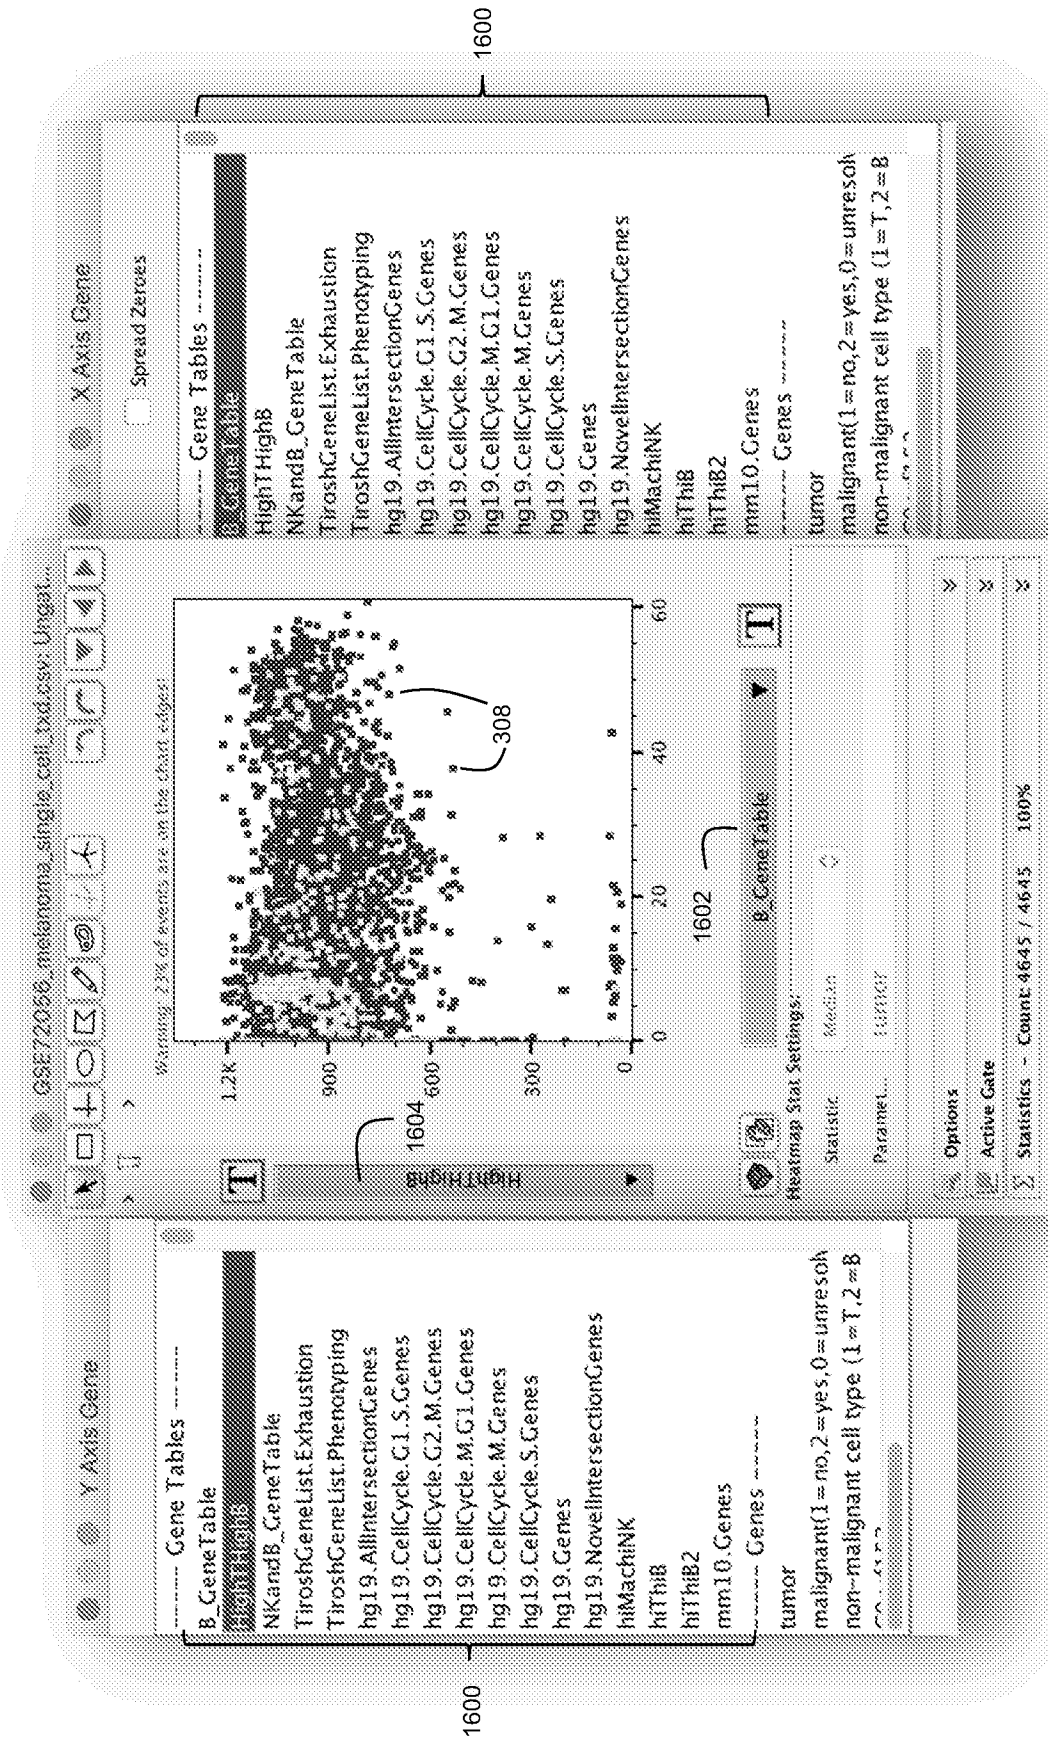 1600
Y Axis Gene
------ Gene Tables ------
B_GeneTable
HighTHighB
NKandB_GeneTable
TiroshGeneList.Exhaustion
TiroshGeneList.Phenotyping
hg19.AllIntersectionGenes
hg19.CellCycle.G1.S.Genes
hg19.CellCycle.G2.M.Genes
hg19.CellCycle.M.G1.Genes
hg19.CellCycle.M.Genes
hg19.CellCycle.S.Genes
hg19.Genes
hg19.NovelIntersectionGenes
hiMachiNK
hiThiB
hiThiB2
mm10.Genes
------ Genes ------
tumor
malignant(1=no,2=yes,0=unresolv
non-malignant cell type (1=T,2=B
GSE72056_melanoma_single_cell_txd.csv: Ungat...
Warning: 2.3% of events are on the chart edges!
T
HighTHighB
1604
1.2K
900
600
300
0
0
20
40
60
308
1602
B_GeneTable
T
Heatmap Stat Settings:
Statistic
Median
Paramet...
tumor
Options
Active Gate
Σ Statistics - Count: 4645 / 4645 100%
X Axis Gene
Spread Zeroes
------ Gene Tables ------
B_GeneTable
HighTHighB
NKandB_GeneTable
TiroshGeneList.Exhaustion
TiroshGeneList.Phenotyping
hg19.AllIntersectionGenes
hg19.CellCycle.G1.S.Genes
hg19.CellCycle.G2.M.Genes
hg19.CellCycle.M.G1.Genes
hg19.CellCycle.M.Genes
hg19.CellCycle.S.Genes
hg19.Genes
hg19.NovelIntersectionGenes
hiMachiNK
hiThiB
hiThiB2
mm10.Genes
------ Genes ------
tumor
malignant(1=no,2=yes,0=unresolv
non-malignant cell type (1=T,2=B
1600